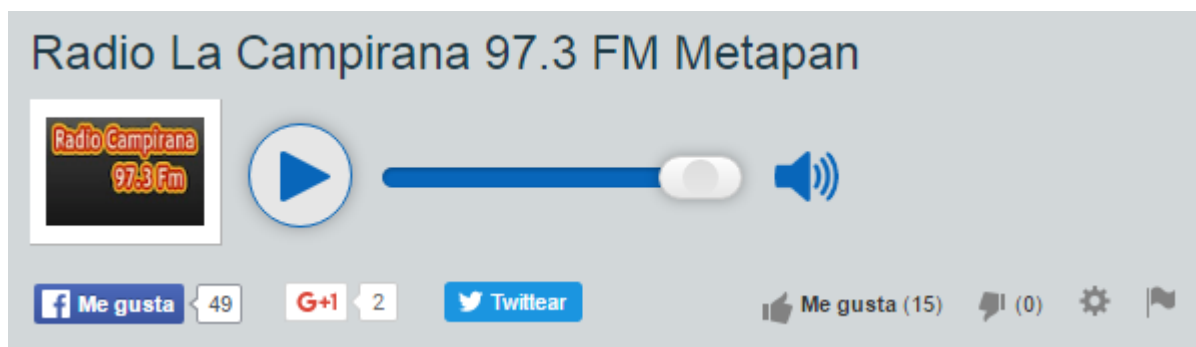 Radio La Campirana 97.3 FM Metapan
Radio Campirana
97.3 Fm
Me gusta 49 G+1 2 Twittear Me gusta (15) (0)